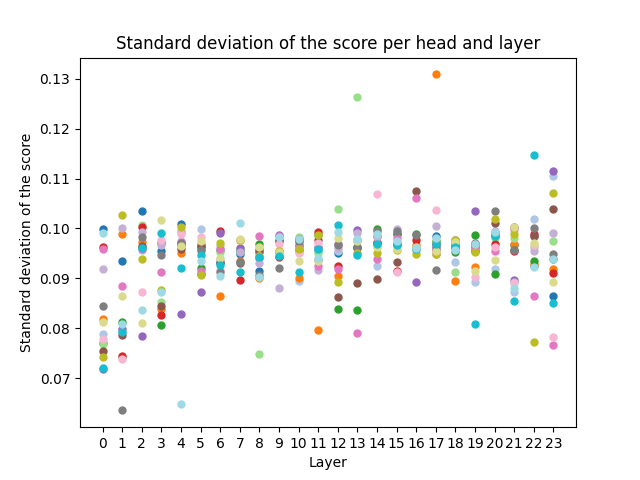 Standard deviation of the score per head and layer
Standard deviation of the score
0.13
0.12
0.11
0.10
0.09
0.08
0.07
0 1 2 3 4 5 6 7 8 9 10 11 12 13 14 15 16 17 18 19 20 21 22 23
Layer